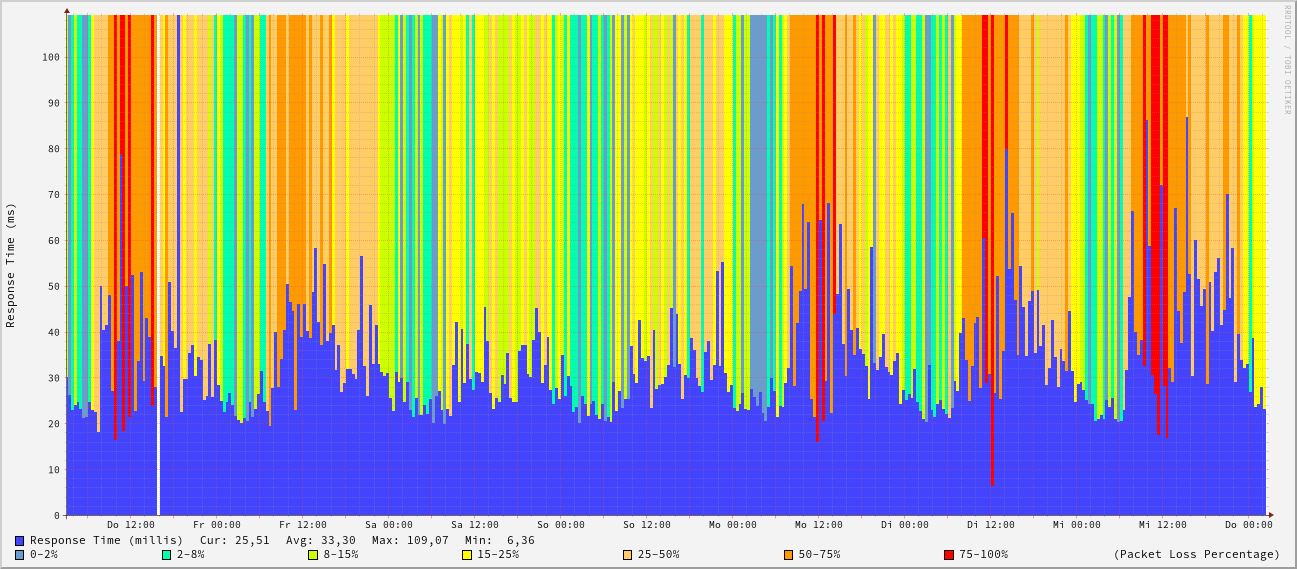 RRDTOOL / TOBI OETIKER
Response Time (ms)
100
90
80
70
60
50
40
30
20
10
0
Do 12:00 Fr 00:00 Fr 12:00 Sa 00:00 Sa 12:00 So 00:00 So 12:00 Mo 00:00 Mo 12:00 Di 00:00 Di 12:00 Mi 00:00 Mi 12:00 Do 00:00
Response Time (millis) Cur: 25,51 Avg: 33,30 Max: 109,07 Min: 6,36
0-2% 2-8% 8-15% 15-25% 25-50% 50-75% 75-100% (Packet Loss Percentage)